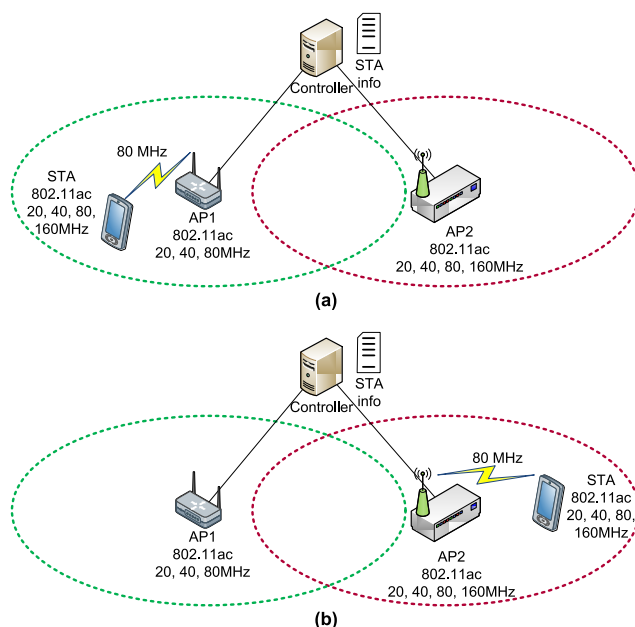 Controller
STA
info
80 MHz
STA
802.11ac
20, 40, 80,
160MHz
AP1
802.11ac
20, 40, 80MHz
AP2
802.11ac
20, 40, 80, 160MHz
(a)
Controller
STA
info
80 MHz
STA
802.11ac
20, 40, 80,
160MHz
AP1
802.11ac
20, 40, 80MHz
AP2
802.11ac
20, 40, 80, 160MHz
(b)